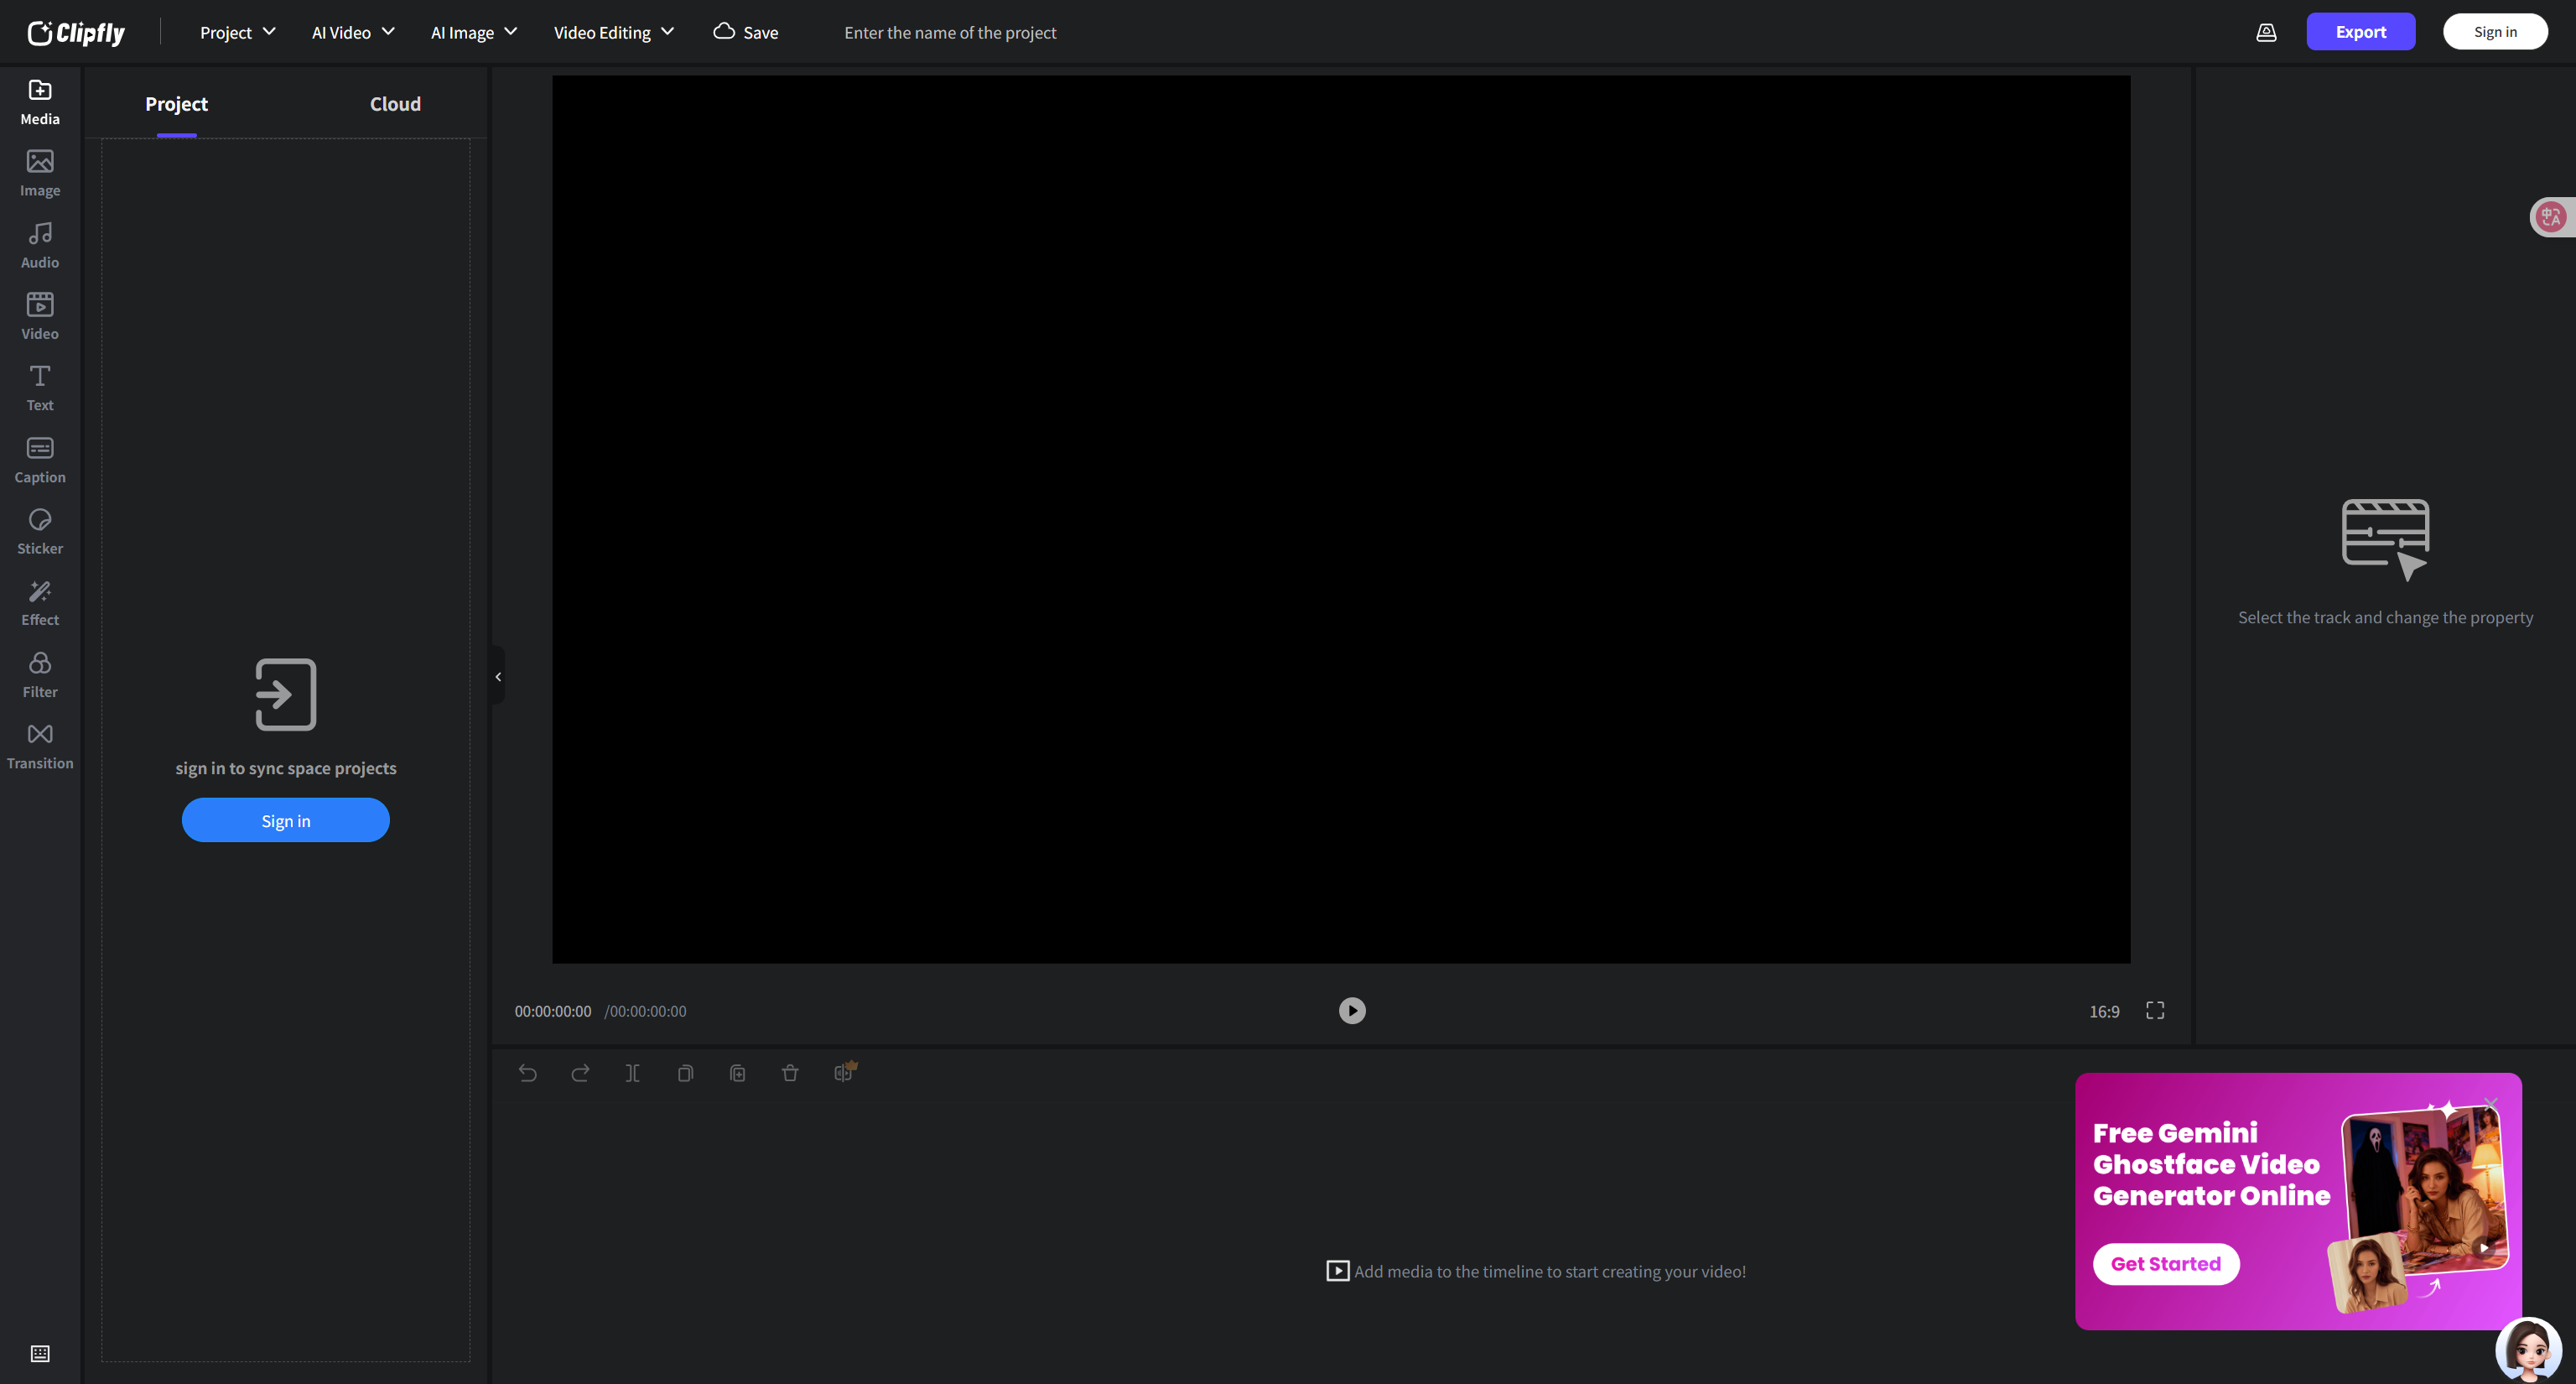 Clipfly
Project
AI Video
AI Image
Video Editing
Save
Enter the name of the project
Export
Sign in
Media
Image
Audio
Video
Text
Caption
Sticker
Effect
Filter
Transition
Project
Cloud
sign in to sync space projects
Sign in
Select the track and change the property
中A
00:00:00:00 /00:00:00:00
16:9
Add media to the timeline to start creating your video!
Free Gemini
Ghostface Video
Generator Online
Get Started